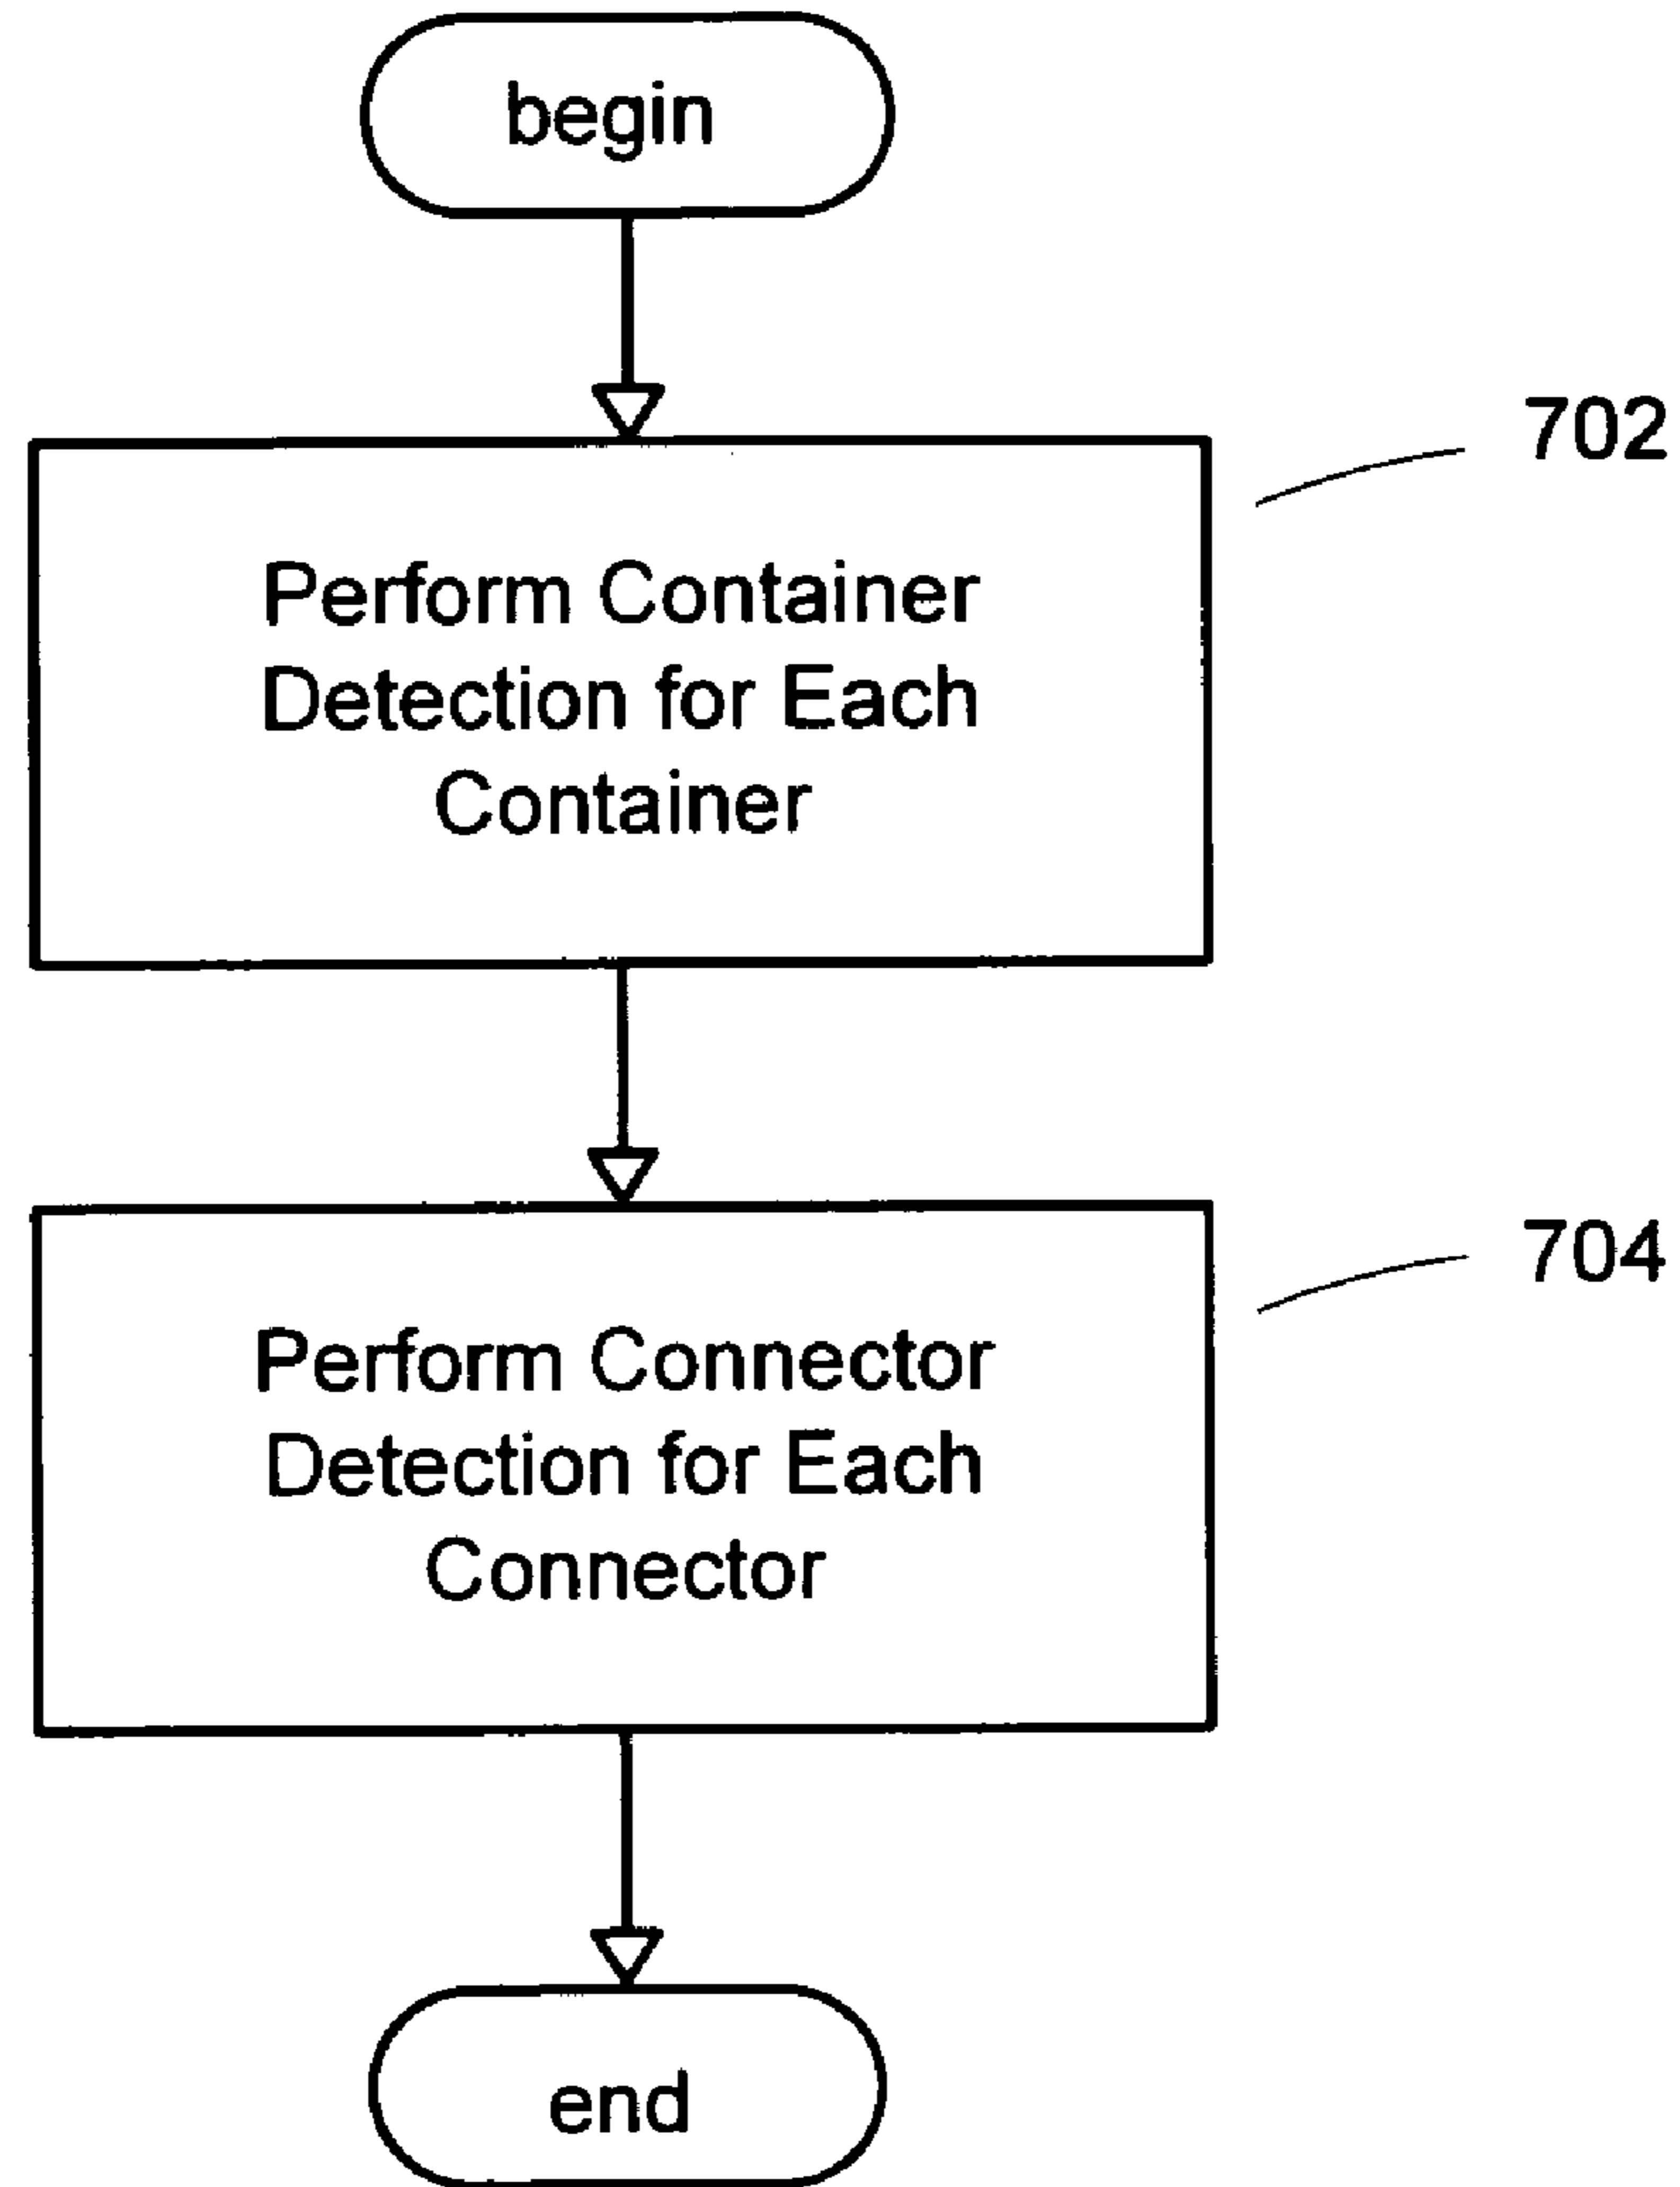 begin
702
Perform Container
Detection for Each
Container
704
Perform Connector
Detection for Each
Connector
end